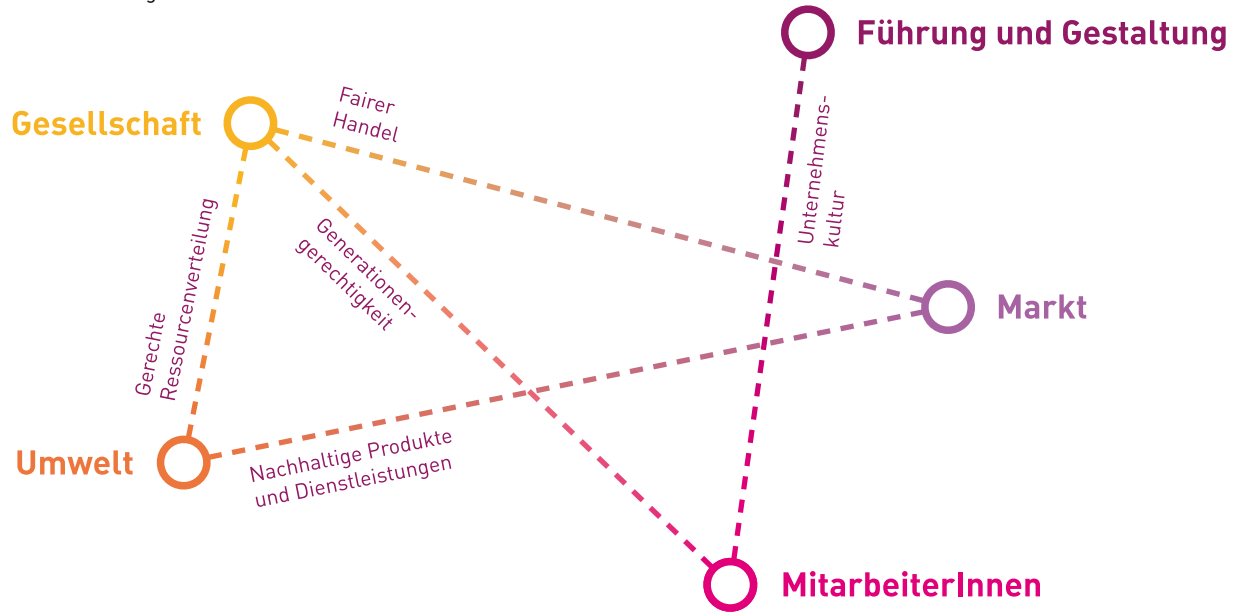 Führung und Gestaltung
Gesellschaft
Fairer
Handel
Unternehmens-
kultur
Generationen-
gerechtigkeit
Gerechte
Ressourcenverteilung
Markt
Umwelt
Nachhaltige Produkte
und Dienstleistungen
MitarbeiterInnen